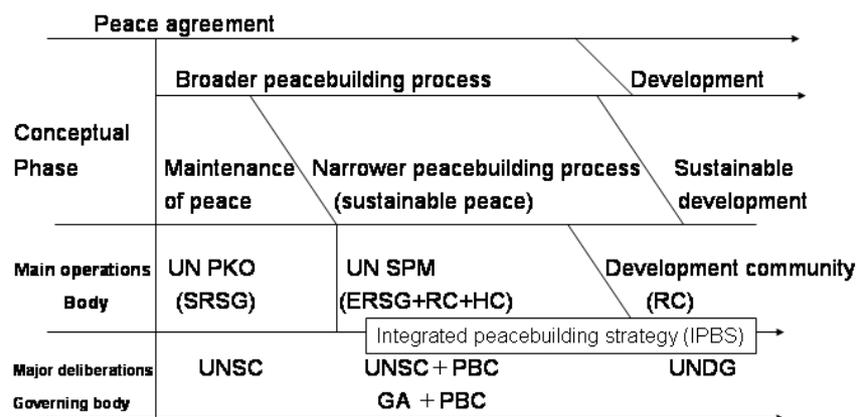 Peace agreement
Broader peacebuilding process Development
Conceptual
Phase Maintenance Narrower peacebuilding process Sustainable
of peace (sustainable peace) development
Main operations UN PKO UN SPM Development community
Body (SRSG) (ERSG+RC+HC) (RC)
Integrated peacebuilding strategy (IPBS)
Major deliberations UNSC UNSC+PBC UNDG
Governing body GA +PBC